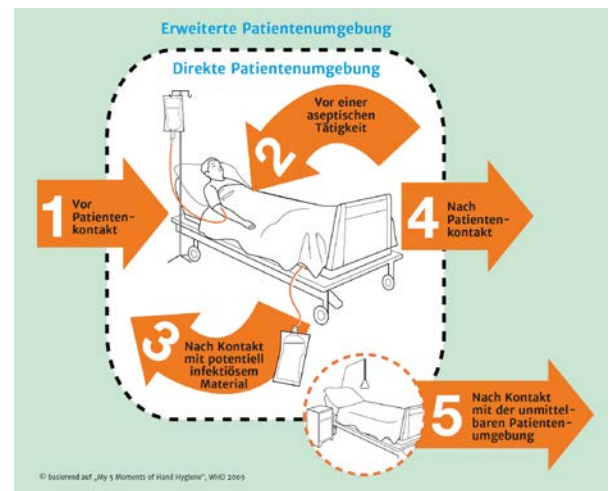 Erweiterte Patientenumgebung
Direkte Patientenumgebung
1
Vor
Patienten-
kontakt
2
Vor einer
aseptischen
Tätigkeit
3
Nach Kontakt
mit potentiell
infektiösem
Material
4
Nach
Patienten-
kontakt
5
Nach Kontakt
mit der unmittel-
baren Patienten-
umgebung
© basierend auf „My 5 Moments of Hand Hygiene", WHO 2009